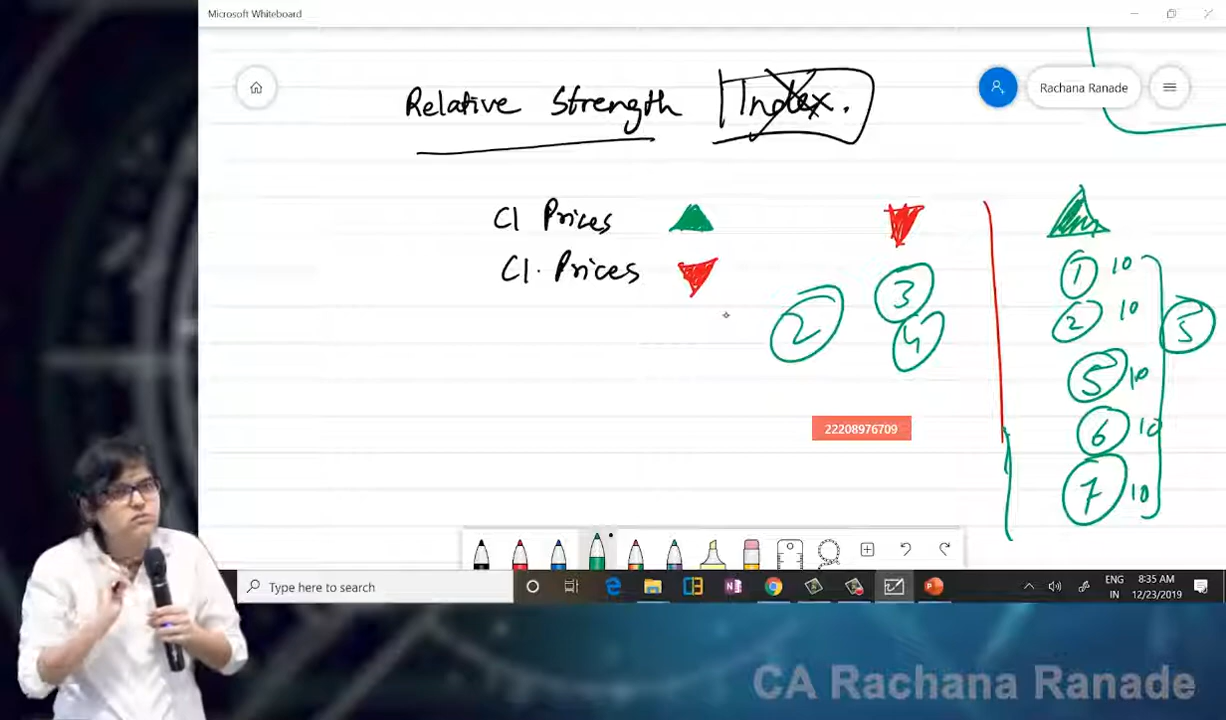 Microsoft Whiteboard
Relative Strength Index.
Rachana Ranade
Cl Prices
Cl. Prices
2
3
4
1 10
2 10
5 10
6 10
7 10
5
22208976709
Type here to search
ENG
IN
8:35 AM
12/23/2019
CA Rachana Ranade